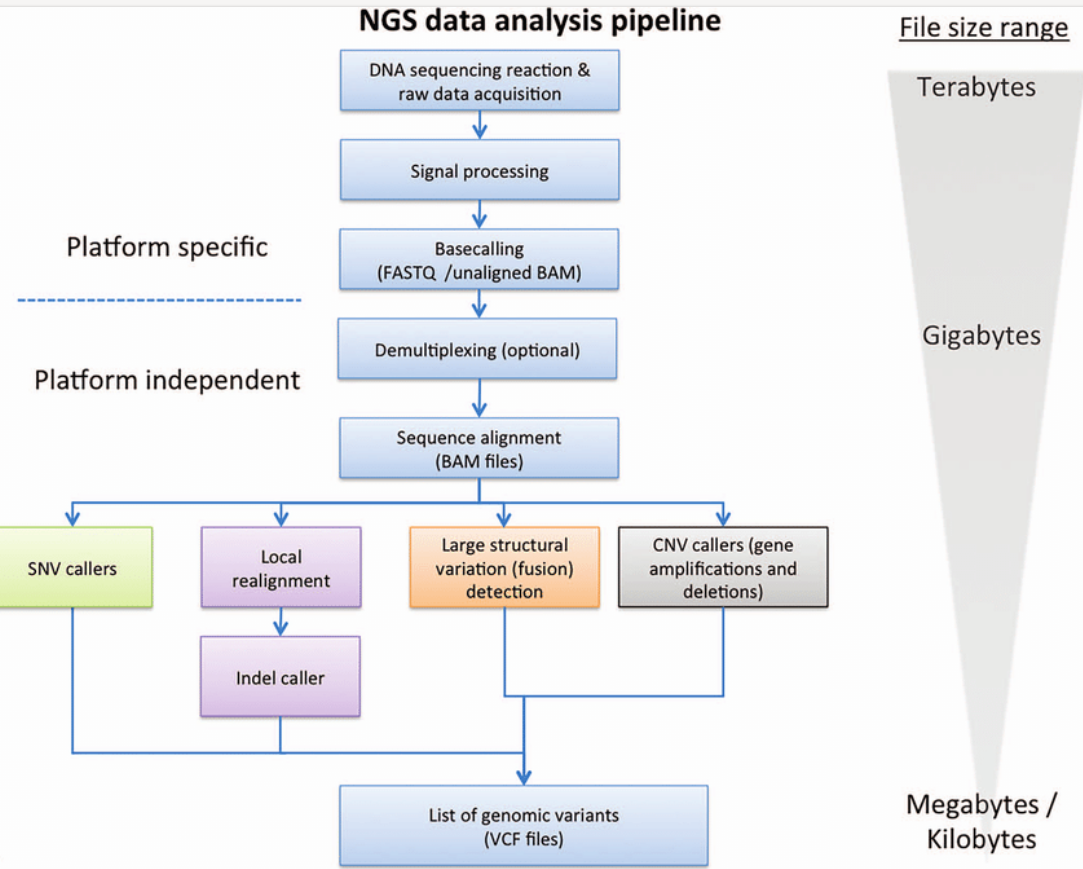 NGS data analysis pipeline
File size range
DNA sequencing reaction &
raw data acquisition
Terabytes
Signal processing
Platform specific
Basecalling
(FASTQ /unaligned BAM)
Gigabytes
Demultiplexing (optional)
Platform independent
Sequence alignment
(BAM files)
SNV callers
Local
realignment
Large structural
variation (fusion)
detection
CNV callers (gene
amplifications and
deletions)
Indel caller
List of genomic variants
(VCF files)
Megabytes /
Kilobytes